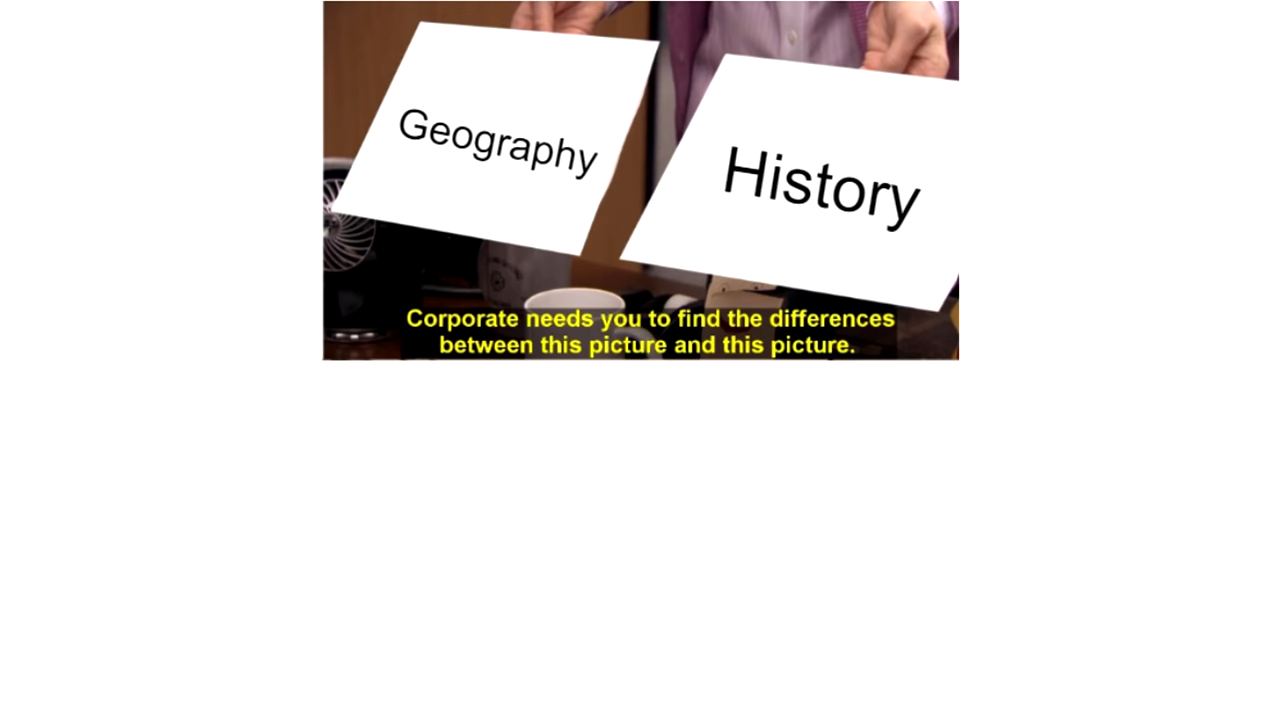 Geography
History
Corporate needs you to find the differences
between this picture and this picture.